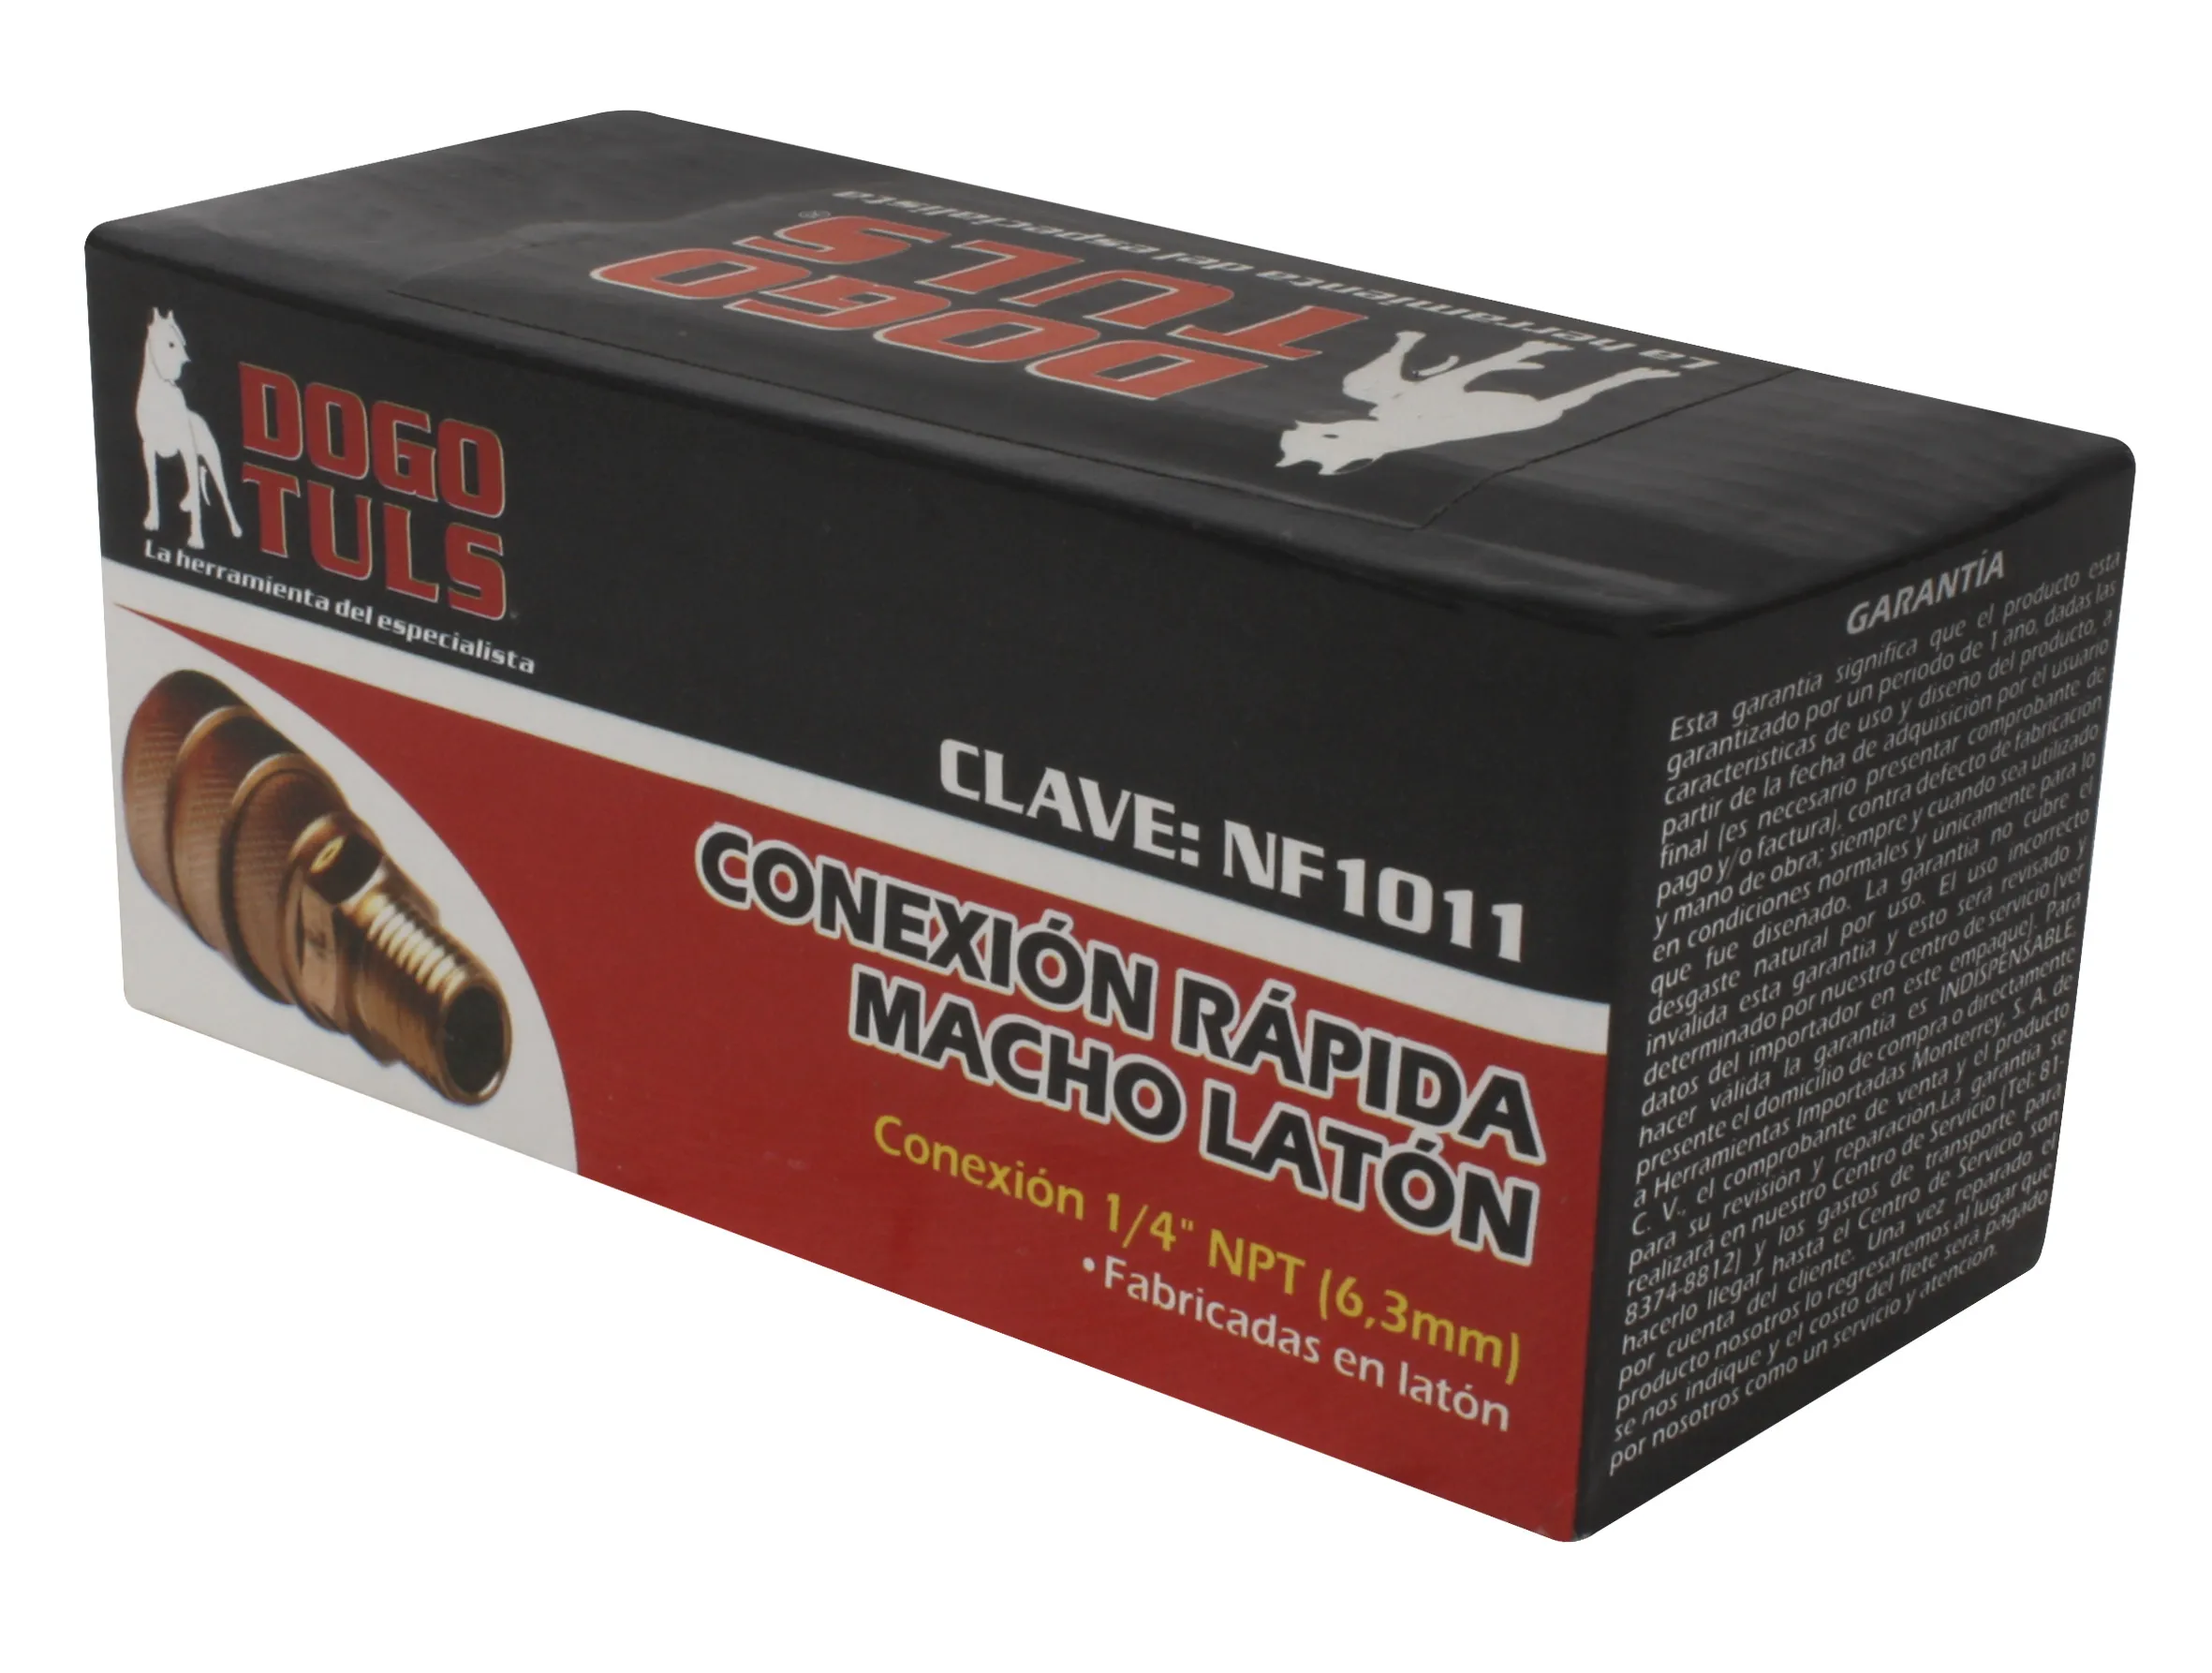 DOGO
TULS®
La herramienta del especialista
DOGO
TULS
La herramienta del especialista
CLAVE: NF1011
CONEXIÓN RÁPIDA
MACHO LATÓN
Conexión 1/4" NPT (6,3mm)
• Fabricadas en latón
GARANTÍA
Esta garantía significa que el producto está
garantizado por un periodo de 1 ano, dadas las
características de uso y diseño del producto, a
partir de la fecha de adquisición por el usuario
final (es necesario presentar comprobante de
pago y/o factura), contra defecto de fabricación
y mano de obra; siempre y cuando sea utilizado
en condiciones normales y únicamente para lo
que fue diseñado. La garantía no cubre el
desgaste natural por uso. El uso incorrecto
invalida esta garantía y esto será revisado y
determinado por nuestro centro de servicio (ver
datos del importador en este empaque). Para
hacer válida la garantía es INDISPENSABLE
presente el domicilio de compra o directamente
a Herramientas Importadas Monterrey, S. A. de
C. V., el comprobante de venta y el producto
para su revisión y reparación.La garantía se
realizará en nuestro Centro de Servicio (Tel: 81-
8374-8812) y los gastos de transporte para
hacerlo llegar hasta el Centro de Servicio son
por cuenta del cliente. Una vez reparado el
producto nosotros lo regresaremos al lugar que
se nos indique y el costo del flete será pagado
por nosotros como un servicio y atención.